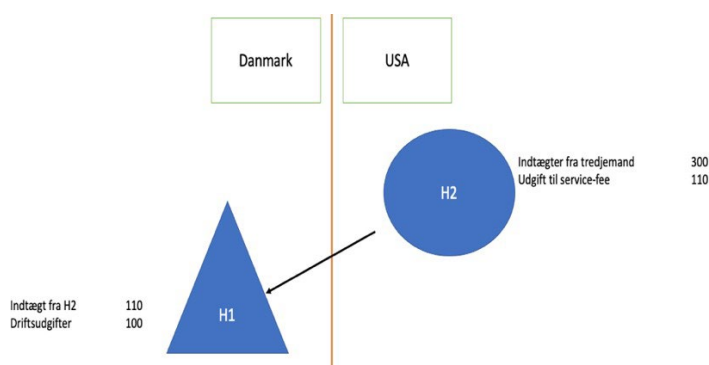 Danmark
USA
Indtægter fra tredjemand 300
Udgift til service-fee 110
H2
Indtægt fra H2 110
Driftsudgifter 100
H1